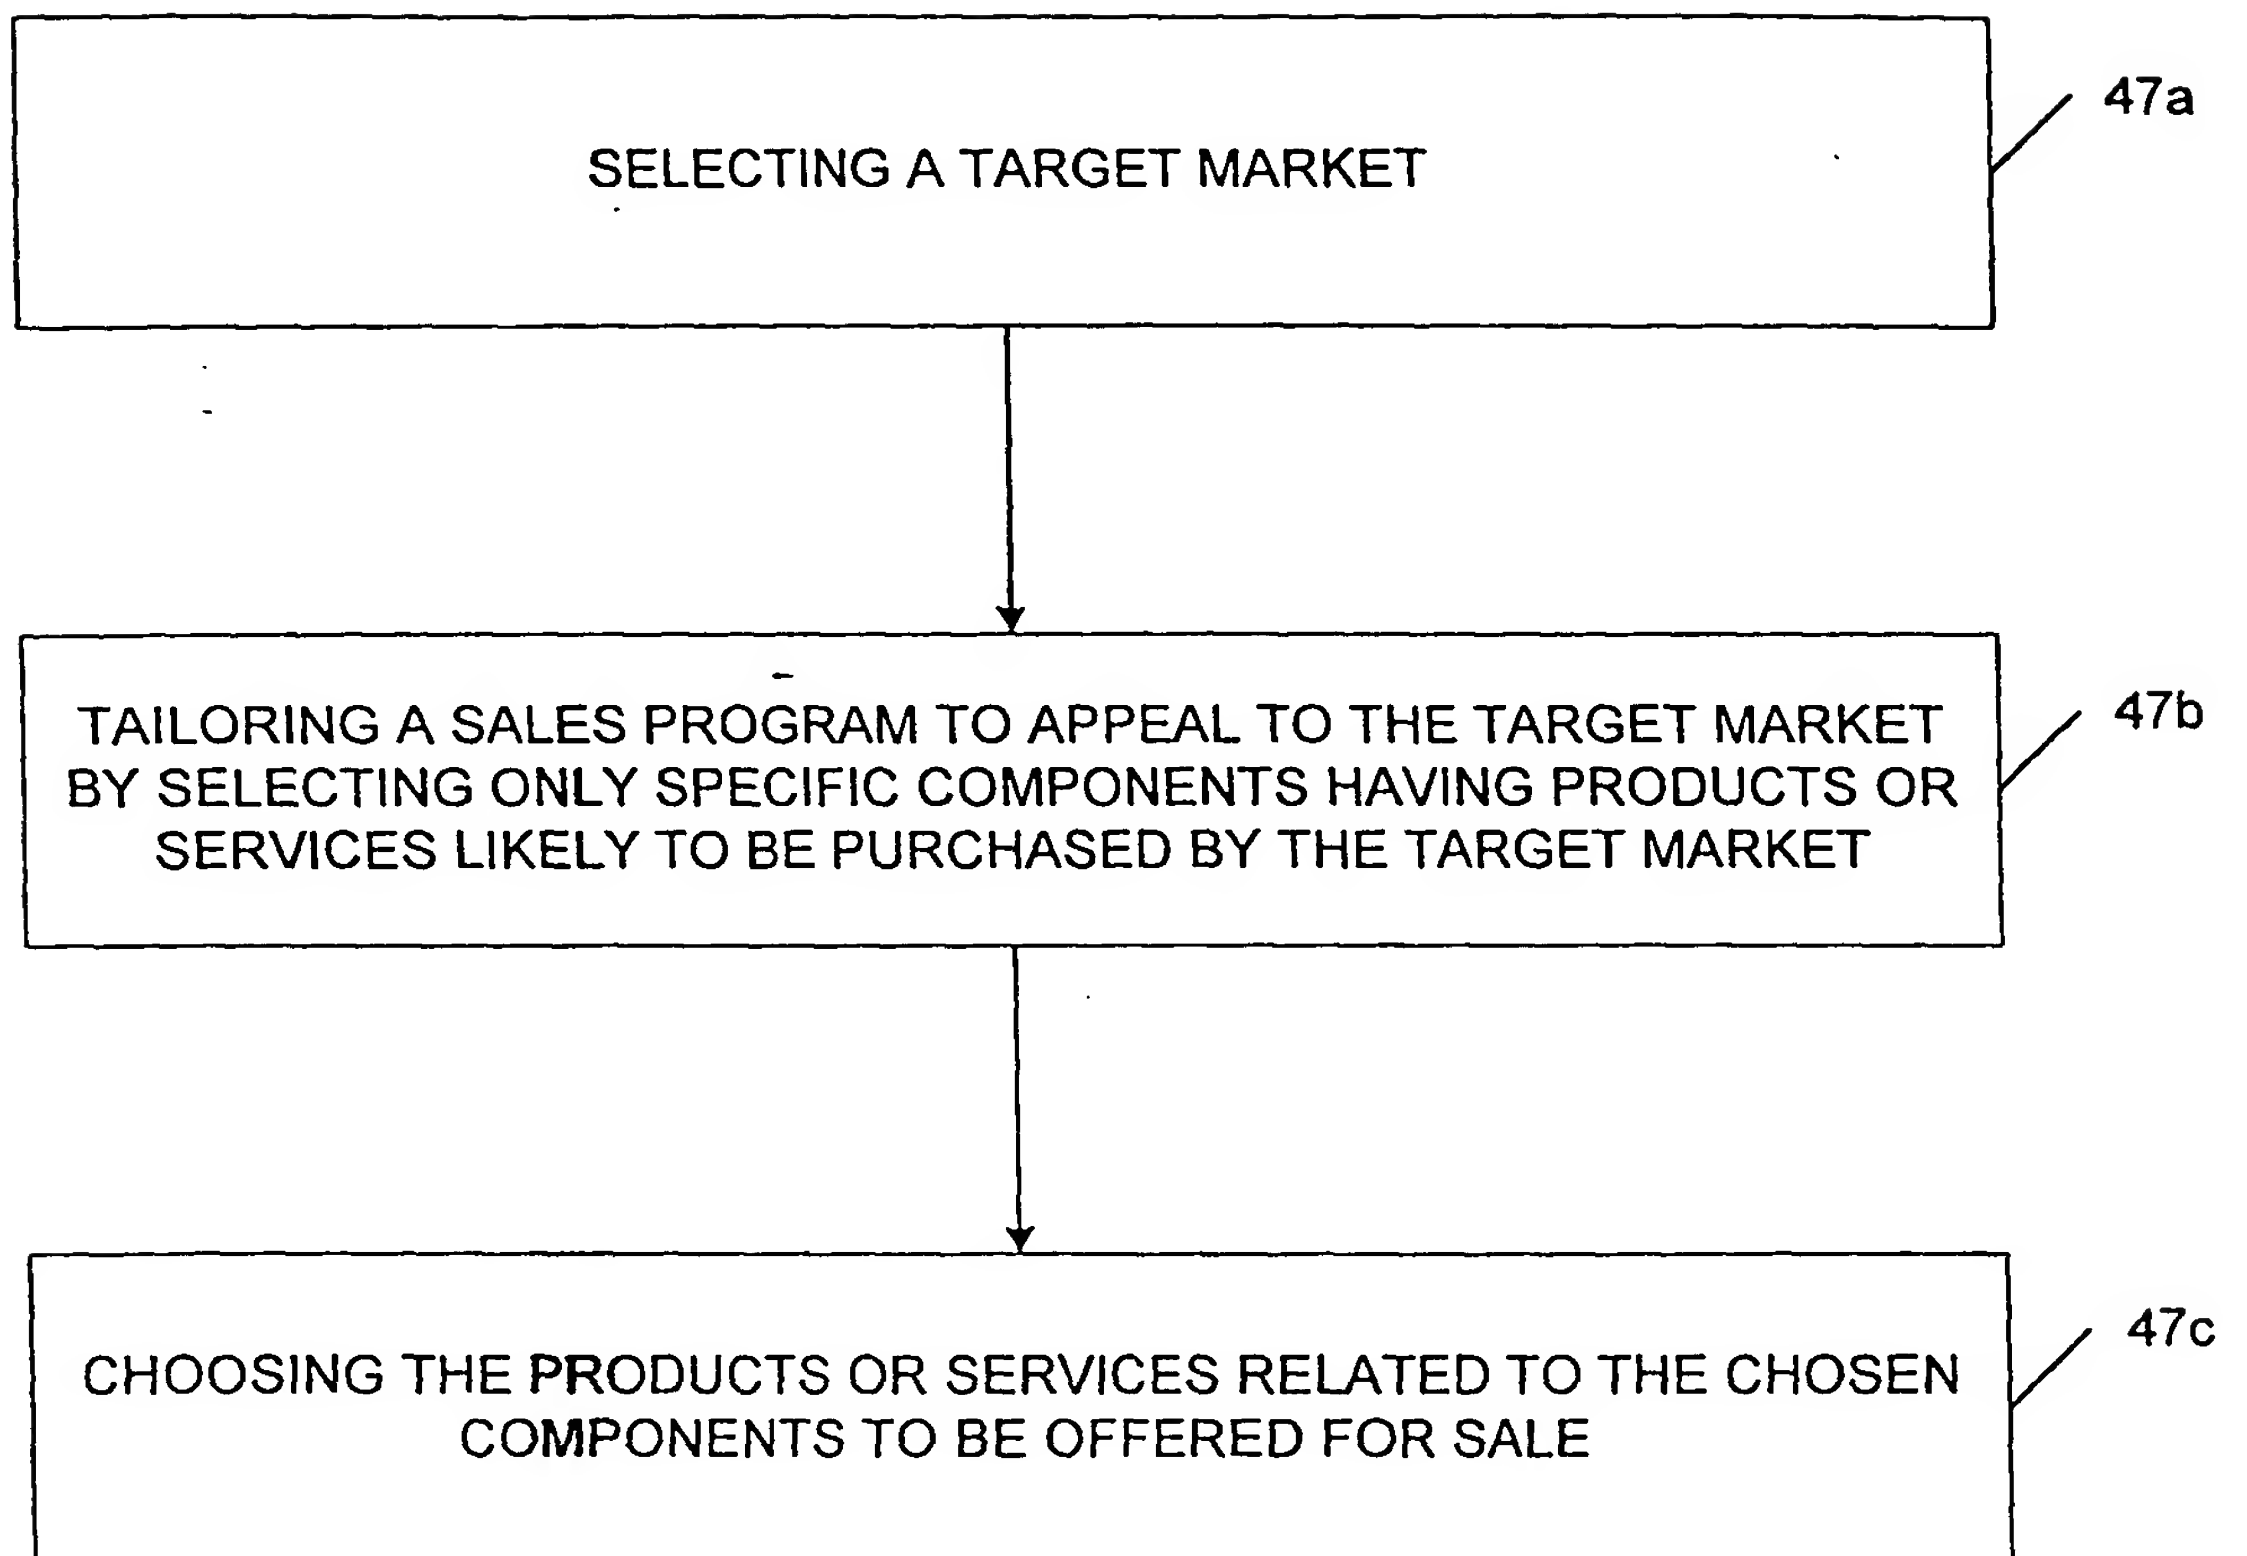 47a
SELECTING A TARGET MARKET
47b
TAILORING A SALES PROGRAM TO APPEAL TO THE TARGET MARKET
BY SELECTING ONLY SPECIFIC COMPONENTS HAVING PRODUCTS OR
SERVICES LIKELY TO BE PURCHASED BY THE TARGET MARKET
47c
CHOOSING THE PRODUCTS OR SERVICES RELATED TO THE CHOSEN
COMPONENTS TO BE OFFERED FOR SALE